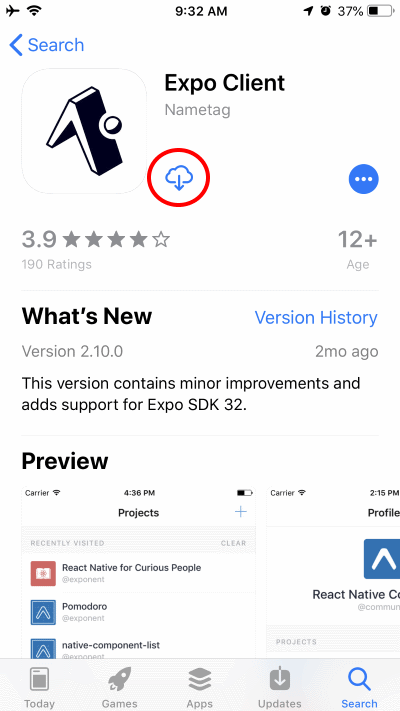 9:32 AM
37%
Search
Expo Client
Nametag
3.9
12+
190 Ratings
Age
What's New
Version History
Version 2.10.0
2mo ago
This version contains minor improvements and
adds support for Expo SDK 32.
Preview
Carrier
4:36 PM
Projects
RECENTLY VISITED
CLEAR
React Native for Curious People
@exponent
Pomodoro
@exponent
native-component-list
@exponent
Carrier
2:15 PM
Profile
React Native Co
@commun
PROJECTS
Today
Games
Apps
Updates
Search